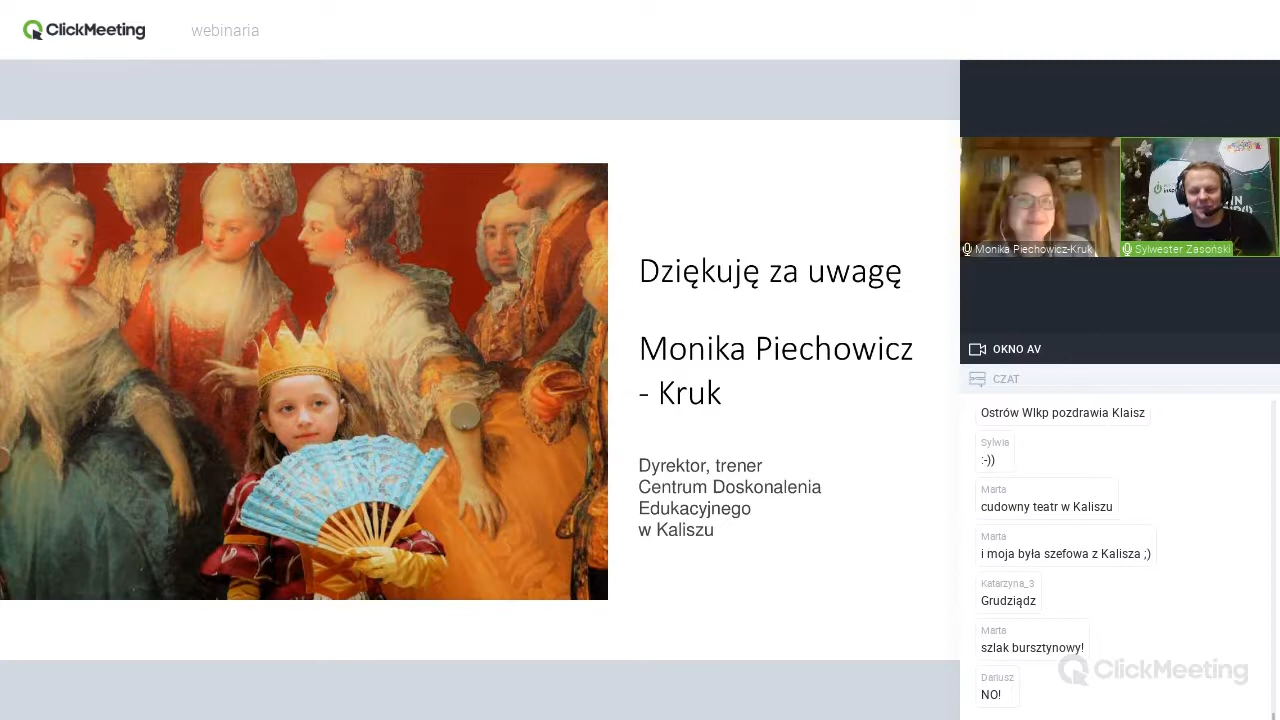 ClickMeeting
webinaria
Dziękuję za uwagę
Monika Piechowicz
- Kruk
Dyrektor, trener
Centrum Doskonalenia
Edukacyjnego
w Kaliszu
Monika Piechowicz-Kruk
Sylwester Zasoński
OKNO AV
CZAT
Ostrów Wlkp pozdrawia Klaisz
Sylwia
:-))
Marta
cudowny teatr w Kaliszu
Marta
i moja była szefowa z Kalisza ;)
Katarzyna_3
Grudziądz
Marta
szlak bursztynowy!
Dariusz
NO!
ClickMeeting